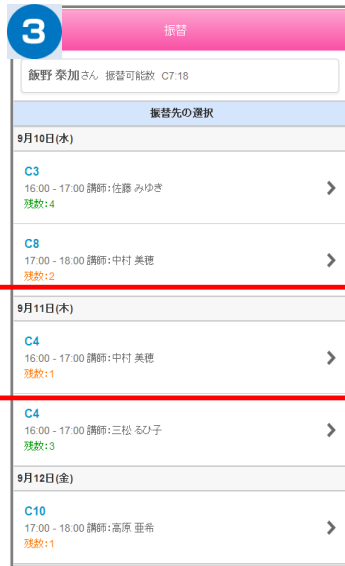 3
振替
飯野 奏加さん 振替可能数 C7:18
振替先の選択
9月10日(水)
C3
16:00 - 17:00 講師:佐藤 みゆき
残数:4
C8
17:00 - 18:00 講師:中村 美穂
残数:2
9月11日(木)
C4
16:00 - 17:00 講師:中村 美穂
残数:1
C4
16:00 - 17:00 講師:三松 るひ子
残数:3
9月12日(金)
C10
17:00 - 18:00 講師:高原 亜希
残数:1